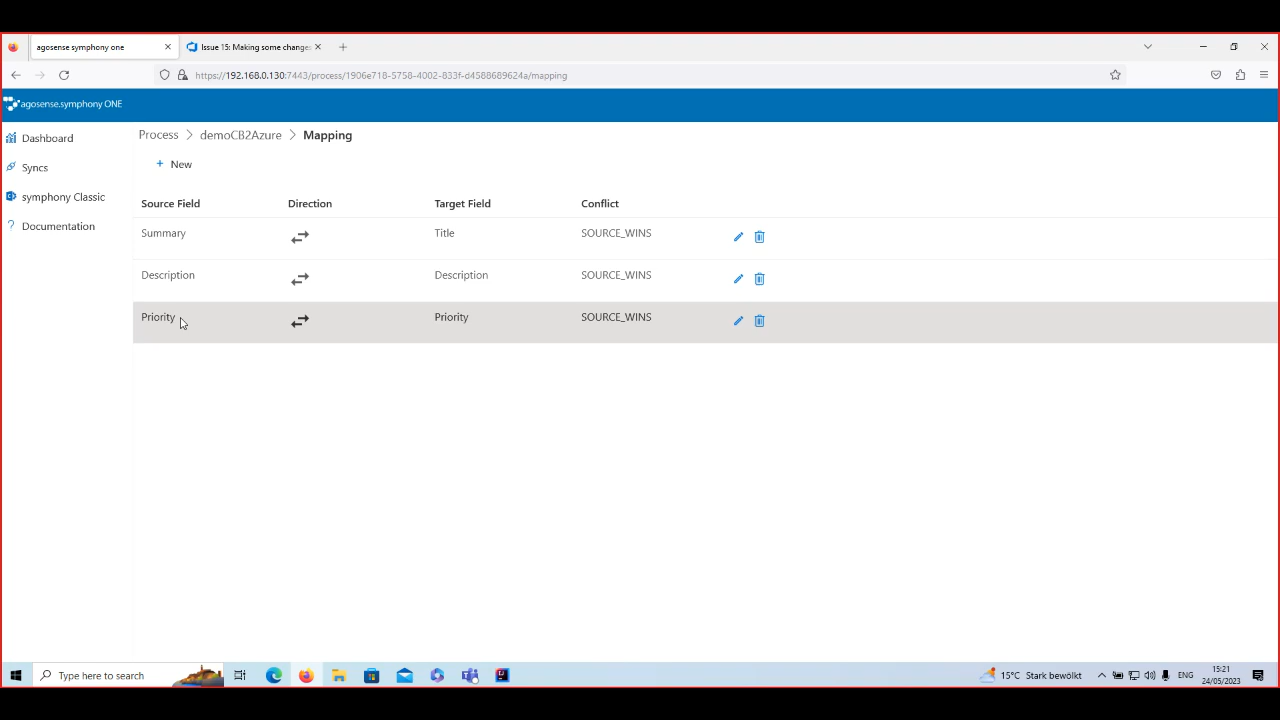 agosense symphony one
Issue 15: Making some change
https://192.168.0.130:7443/process/1906e718-5758-4002-833f-d4588689624a/mapping
agosense.symphony ONE
Dashboard
Syncs
symphony Classic
Documentation
Process > demoCB2Azure > Mapping
+ New
Source Field Direction Target Field Conflict
Summary Title SOURCE_WINS
Description Description SOURCE_WINS
Priority Priority SOURCE_WINS
Type here to search
15°C Stark bewölkt
ENG
15:21
24/05/2023